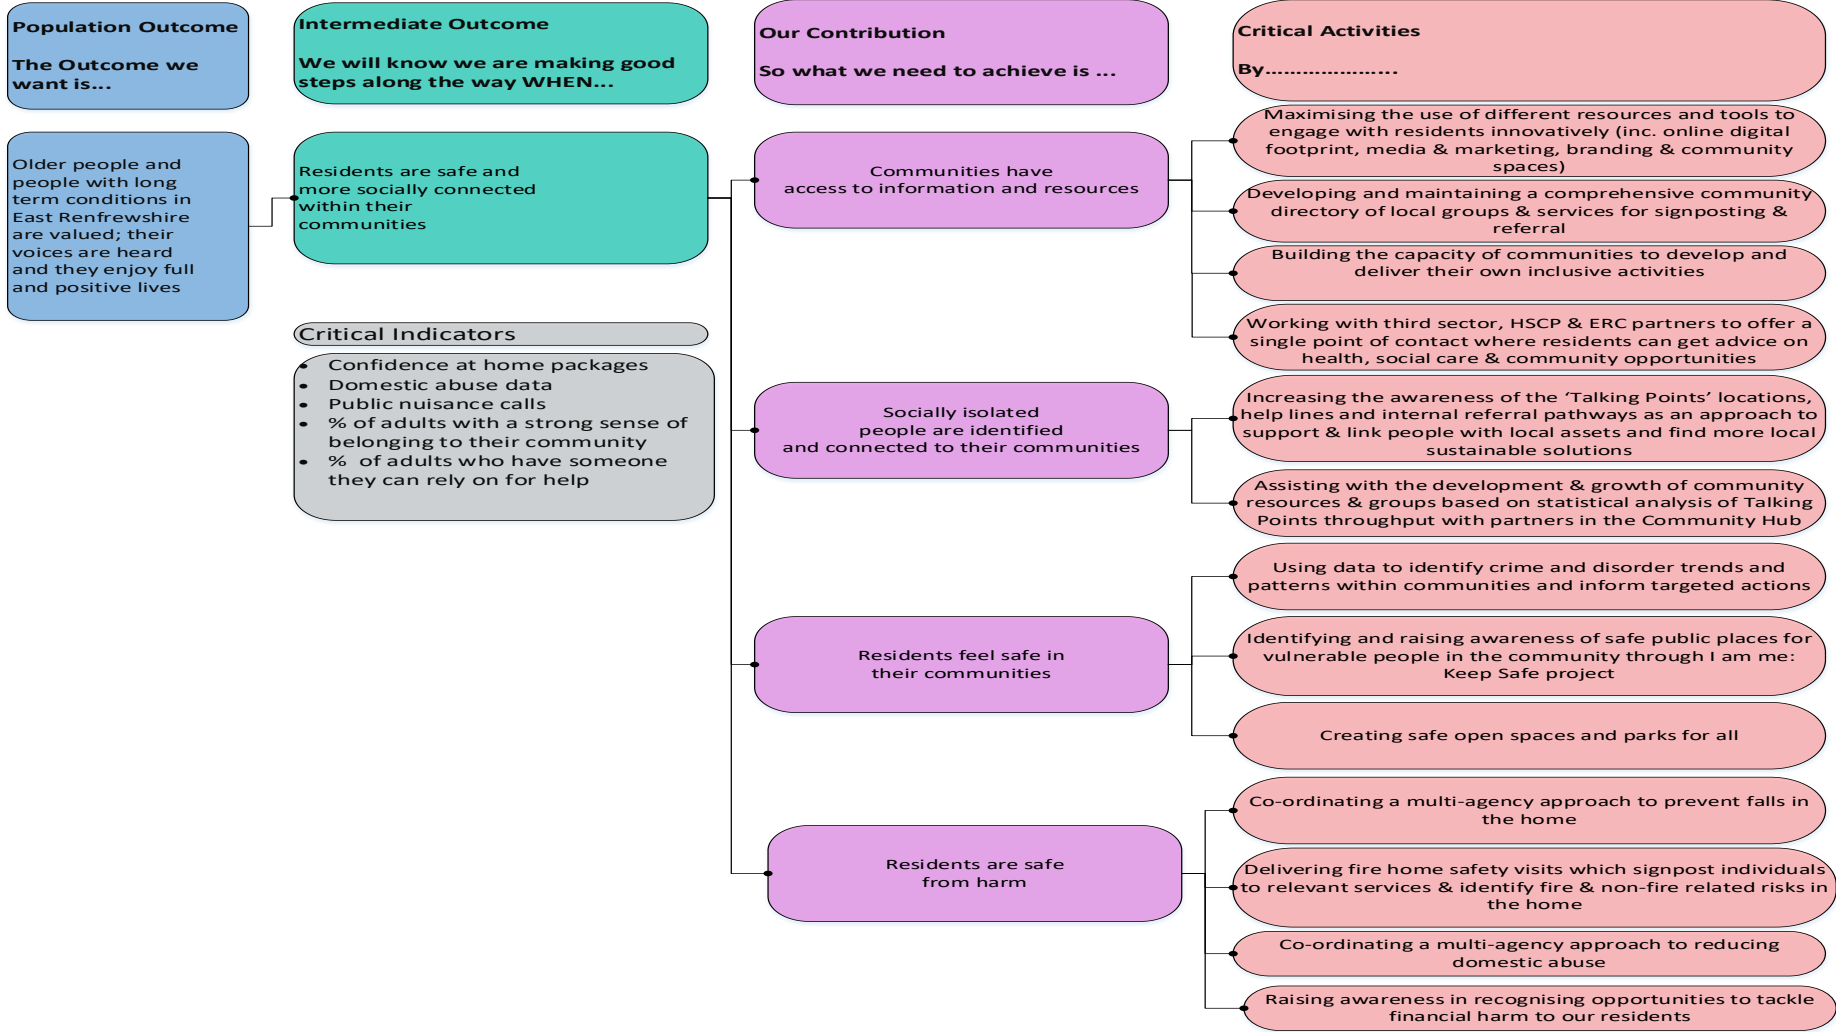 Population Outcome
The Outcome we
want is...
Intermediate Outcome
We will know we are making good
steps along the way WHEN...
Our Contribution
So what we need to achieve is ...
Critical Activities
By.....................
Older people and
people with long
term conditions in
East Renfrewshire
are valued; their
voices are heard
and they enjoy full
and positive lives
Residents are safe and
more socially connected
within their
communities
Critical Indicators
• Confidence at home packages
• Domestic abuse data
• Public nuisance calls
• % of adults with a strong sense of
belonging to their community
• %  of adults who have someone
they can rely on for help
Communities have
access to information and resources
Maximising the use of different resources and tools to
engage with residents innovatively (inc. online digital
footprint, media & marketing, branding & community
spaces)
Developing and maintaining a comprehensive community
directory of local groups & services for signposting &
referral
Building the capacity of communities to develop and
deliver their own inclusive activities
Working with third sector, HSCP & ERC partners to offer a
single point of contact where residents can get advice on
health, social care & community opportunities
Socially isolated
people are identified
and connected to their communities
Increasing the awareness of the ‘Talking Points’ locations,
help lines and internal referral pathways as an approach to
support & link people with local assets and find more local
sustainable solutions
Assisting with the development & growth of community
resources & groups based on statistical analysis of Talking
Points throughput with partners in the Community Hub
Residents feel safe in
their communities
Using data to identify crime and disorder trends and
patterns within communities and inform targeted actions
Identifying and raising awareness of safe public places for
vulnerable people in the community through I am me:
Keep Safe project
Creating safe open spaces and parks for all
Residents are safe
from harm
Co-ordinating a multi-agency approach to prevent falls in
the home
Delivering fire home safety visits which signpost individuals
to relevant services & identify fire & non-fire related risks in
the home
Co-ordinating a multi-agency approach to reducing
domestic abuse
Raising awareness in recognising opportunities to tackle
financial harm to our residents